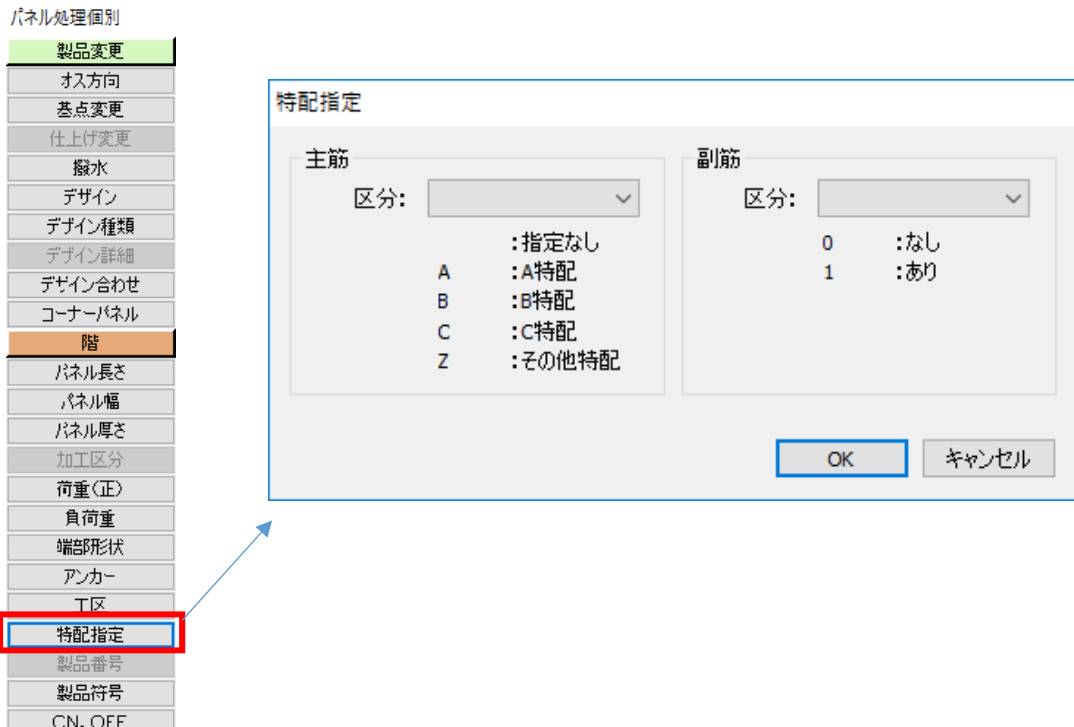 パネル処理個別
製品変更
オス方向
基点変更
仕上げ変更
撥水
デザイン
デザイン種類
デザイン詳細
デザイン合わせ
コーナーパネル
階
パネル長さ
パネル幅
パネル厚さ
加工区分
荷重(正)
負荷重
端部形状
アンカー
工区
特配指定
製品番号
製品符号
CN. OFF
特配指定
主筋
区分:
:指定なし
A :A特配
B :B特配
C :C特配
Z :その他特配
副筋
区分:
0 :なし
1 :あり
OK
キャンセル